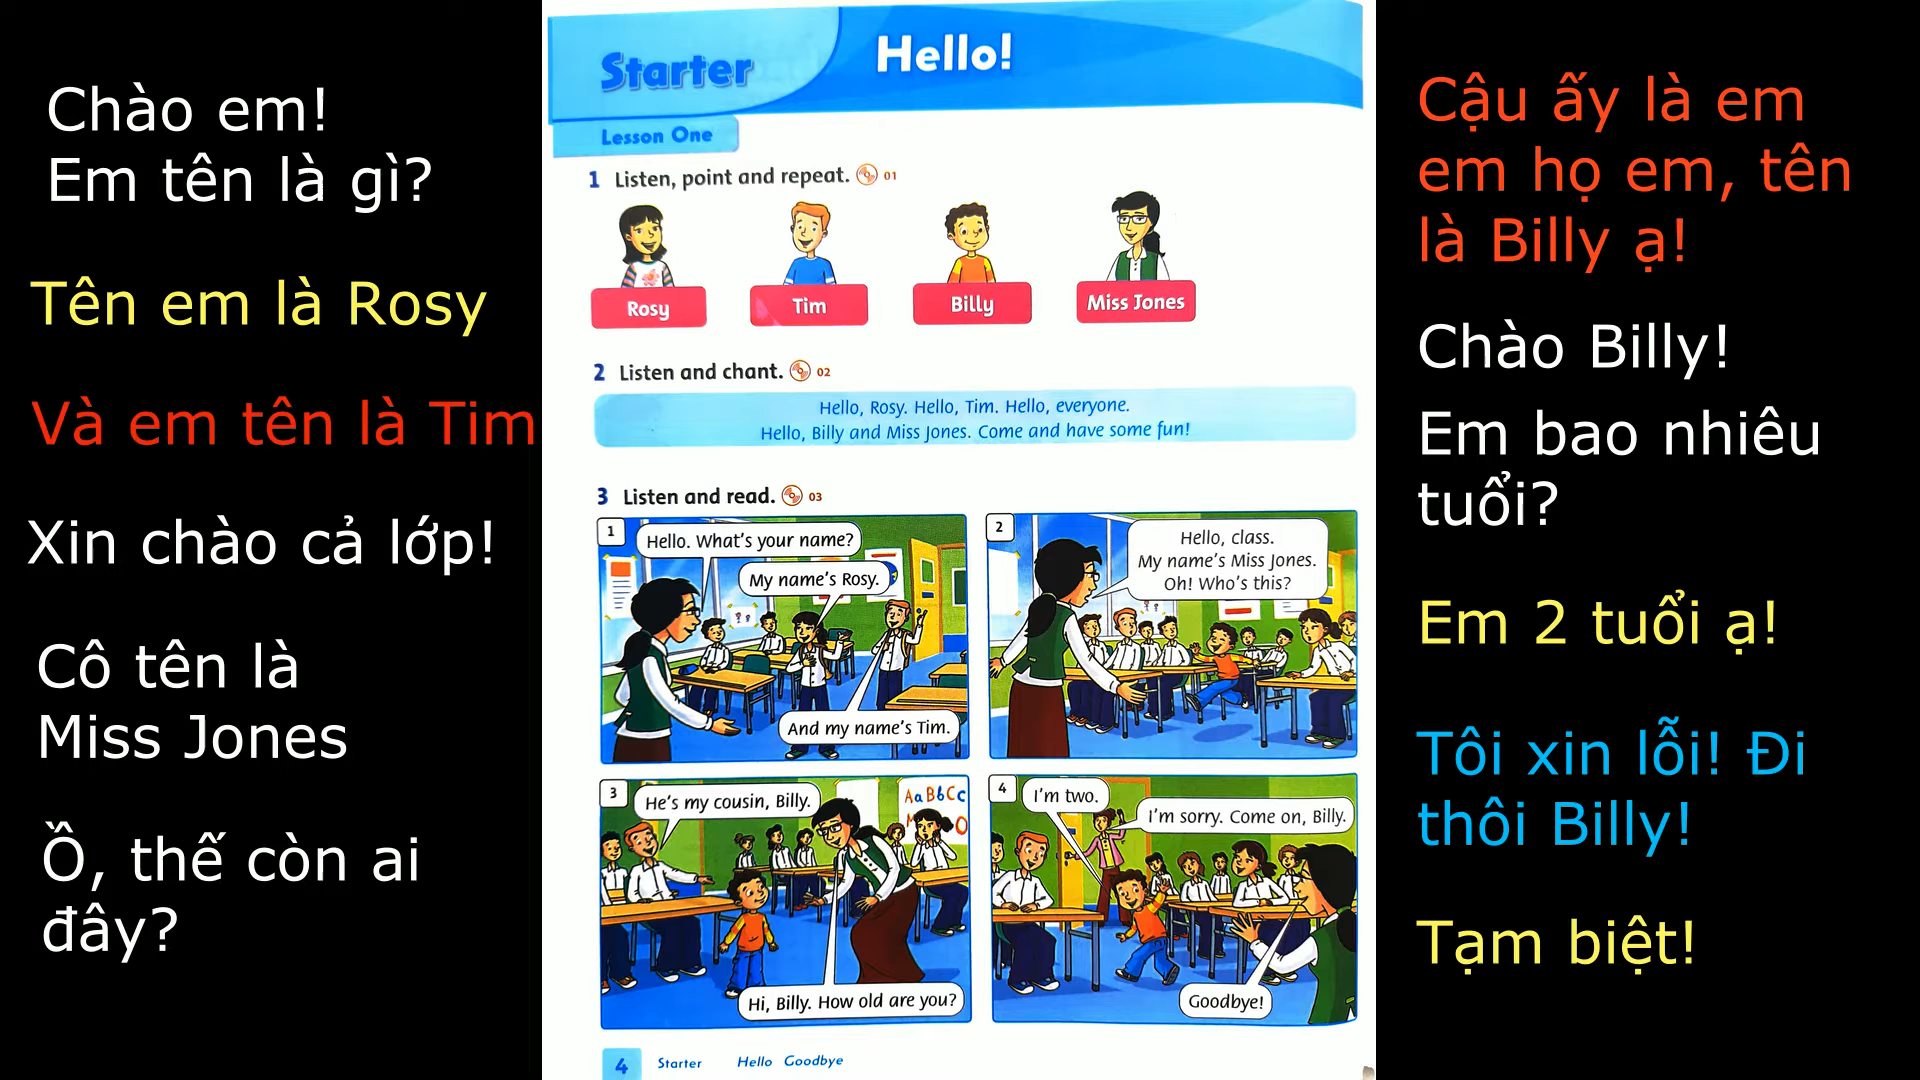 Chào em!
Em tên là gì?
Tên em là Rosy
Và em tên là Tim
Xin chào cả lớp!
Cô tên là
Miss Jones
Ồ, thế còn ai
đây?
Starter
Hello!
Lesson One
1 Listen, point and repeat. 01
Rosy
Tim
Billy
Miss Jones
2 Listen and chant. 02
Hello, Rosy. Hello, Tim. Hello, everyone.
Hello, Billy and Miss Jones. Come and have some fun!
3 Listen and read. 03
1
Hello. What's your name?
My name's Rosy.
And my name's Tim.
2
Hello, class.
My name's Miss Jones.
Oh! Who's this?
3
He's my cousin, Billy.
AaBbCc
Hi, Billy. How old are you?
4
I'm two.
I'm sorry. Come on, Billy.
Goodbye!
4 Starter Hello Goodbye
Cậu ấy là em
em họ em, tên
là Billy ạ!
Chào Billy!
Em bao nhiêu
tuổi?
Em 2 tuổi ạ!
Tôi xin lỗi! Đi
thôi Billy!
Tạm biệt!